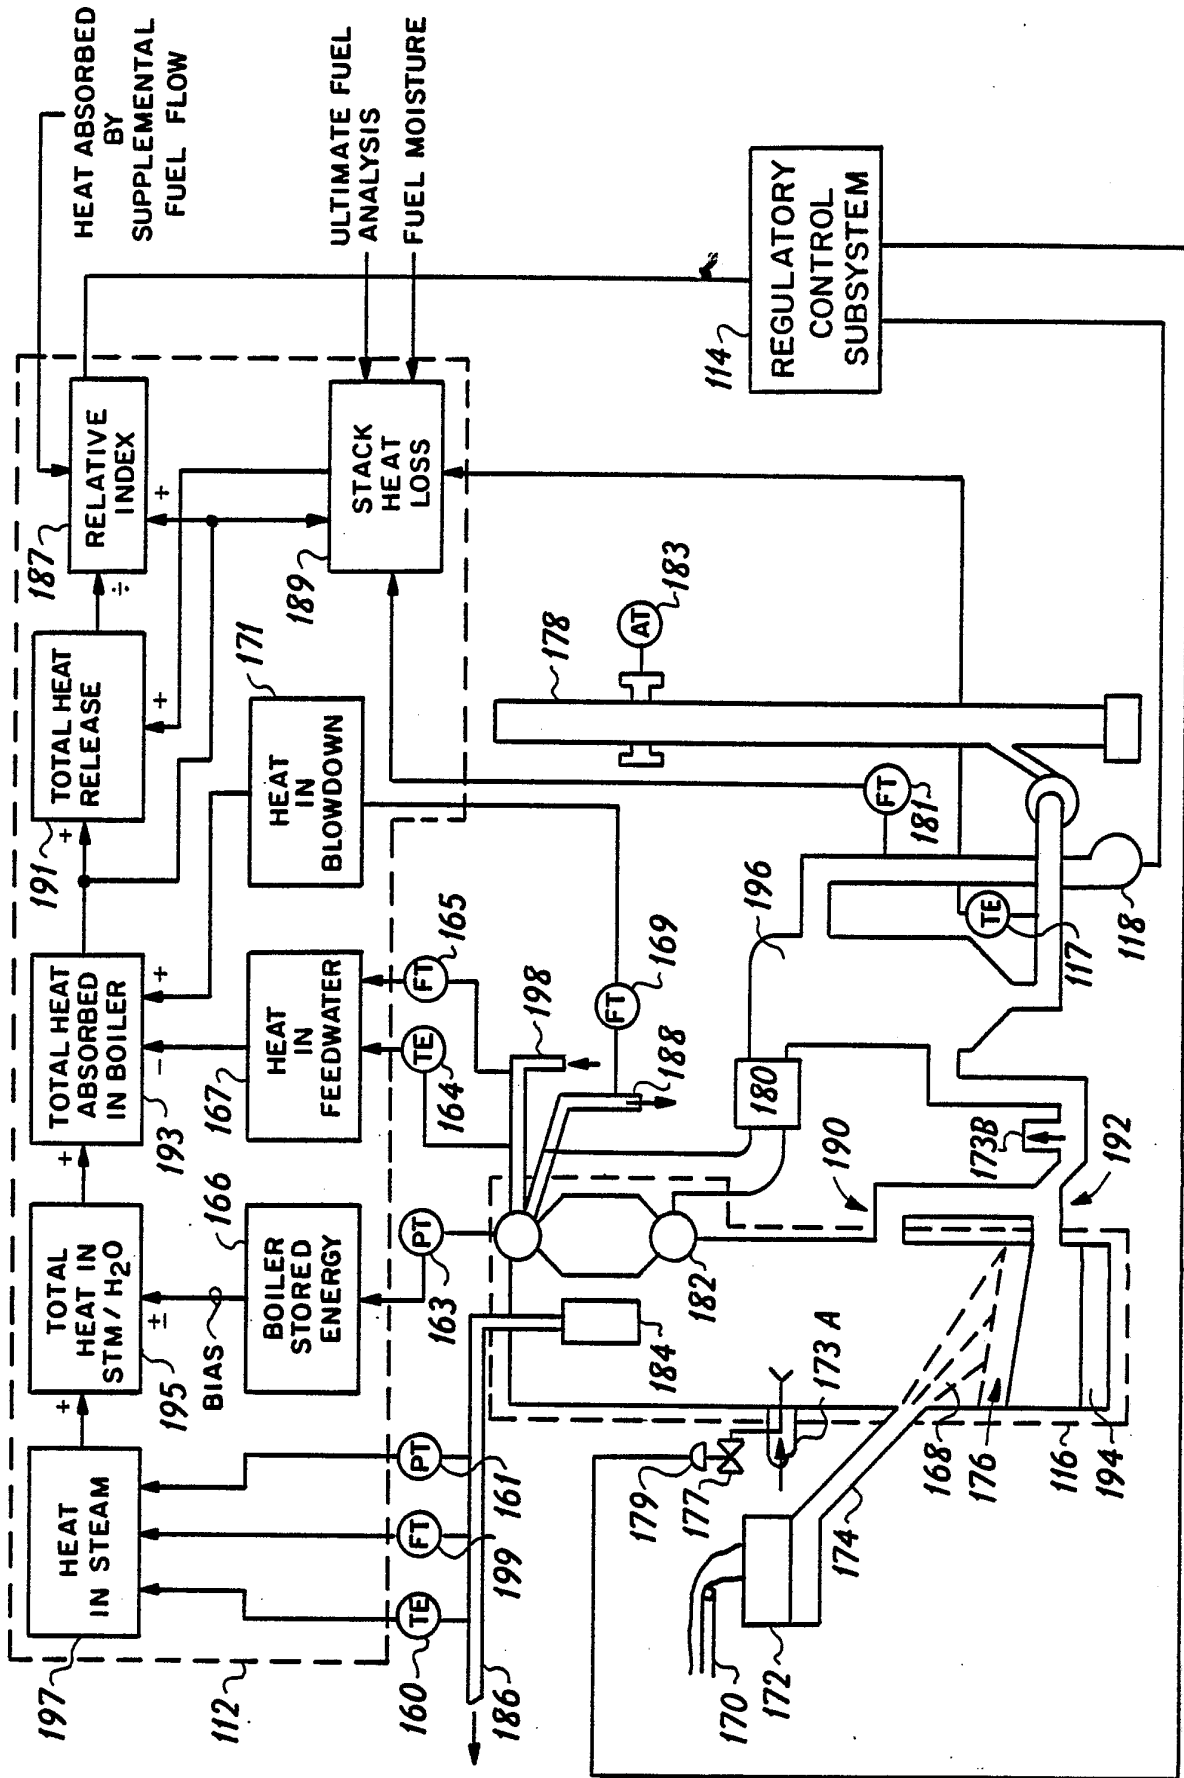 HEAT ABSORBED
BY
SUPPLEMENTAL
FUEL FLOW
ULTIMATE FUEL
ANALYSIS
FUEL MOISTURE
HEAT
IN STEAM
197
+
TOTAL
HEAT IN
STM / H2O
195
±
BIAS
+
TOTAL HEAT
ABSORBED
IN BOILER
193
-
+
+
TOTAL HEAT
RELEASE
191
+
÷
RELATIVE
INDEX
187
+
BOILER
STORED
ENERGY
166
HEAT
IN
FEEDWATER
167
HEAT
IN
BLOWDOWN
171
STACK
HEAT
LOSS
189
112
TE
160
FT
199
PT
161
PT
163
TE
164
FT
165
FT
169
186
184
182
198
188
180
190
196
FT
181
178
AT
183
114
REGULATORY
CONTROL
SUBSYSTEM
179
177
173 A
170
172
174
168
176
116
194
192
173B
TE
117
118